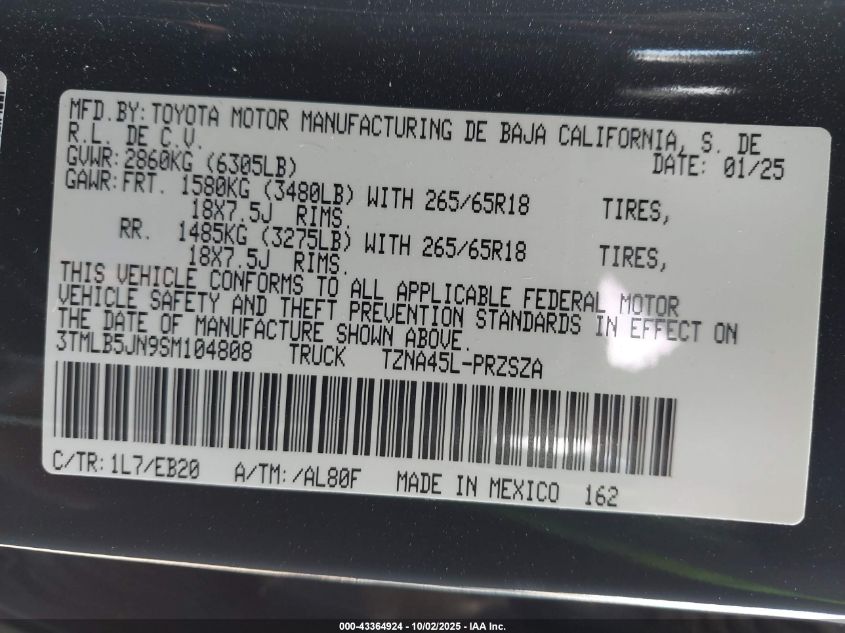 MFD.BY: TOYOTA MOTOR MANUFACTURING DE BAJA CALIFORNIA, S. DE
R.L. DE C.V.
DATE: 01/25
GVWR: 2860KG (6305LB)
GAWR: FRT. 1580KG (3480LB) WITH 265/65R18 TIRES,
18X7.5J RIMS.
RR. 1485KG (3275LB) WITH 265/65R18 TIRES,
18X7.5J RIMS.
THIS VEHICLE CONFORMS TO ALL APPLICABLE FEDERAL MOTOR
VEHICLE SAFETY AND THEFT PREVENTION STANDARDS IN EFFECT ON
THE DATE OF MANUFACTURE SHOWN ABOVE.
3TMLB5JN9SM104808 TRUCK TZNA45L-PRZSZA
C/TR: 1L7/EB20 A/TM: /AL80F MADE IN MEXICO 162
000-43364924 - 10/02/2025 - IAA Inc.